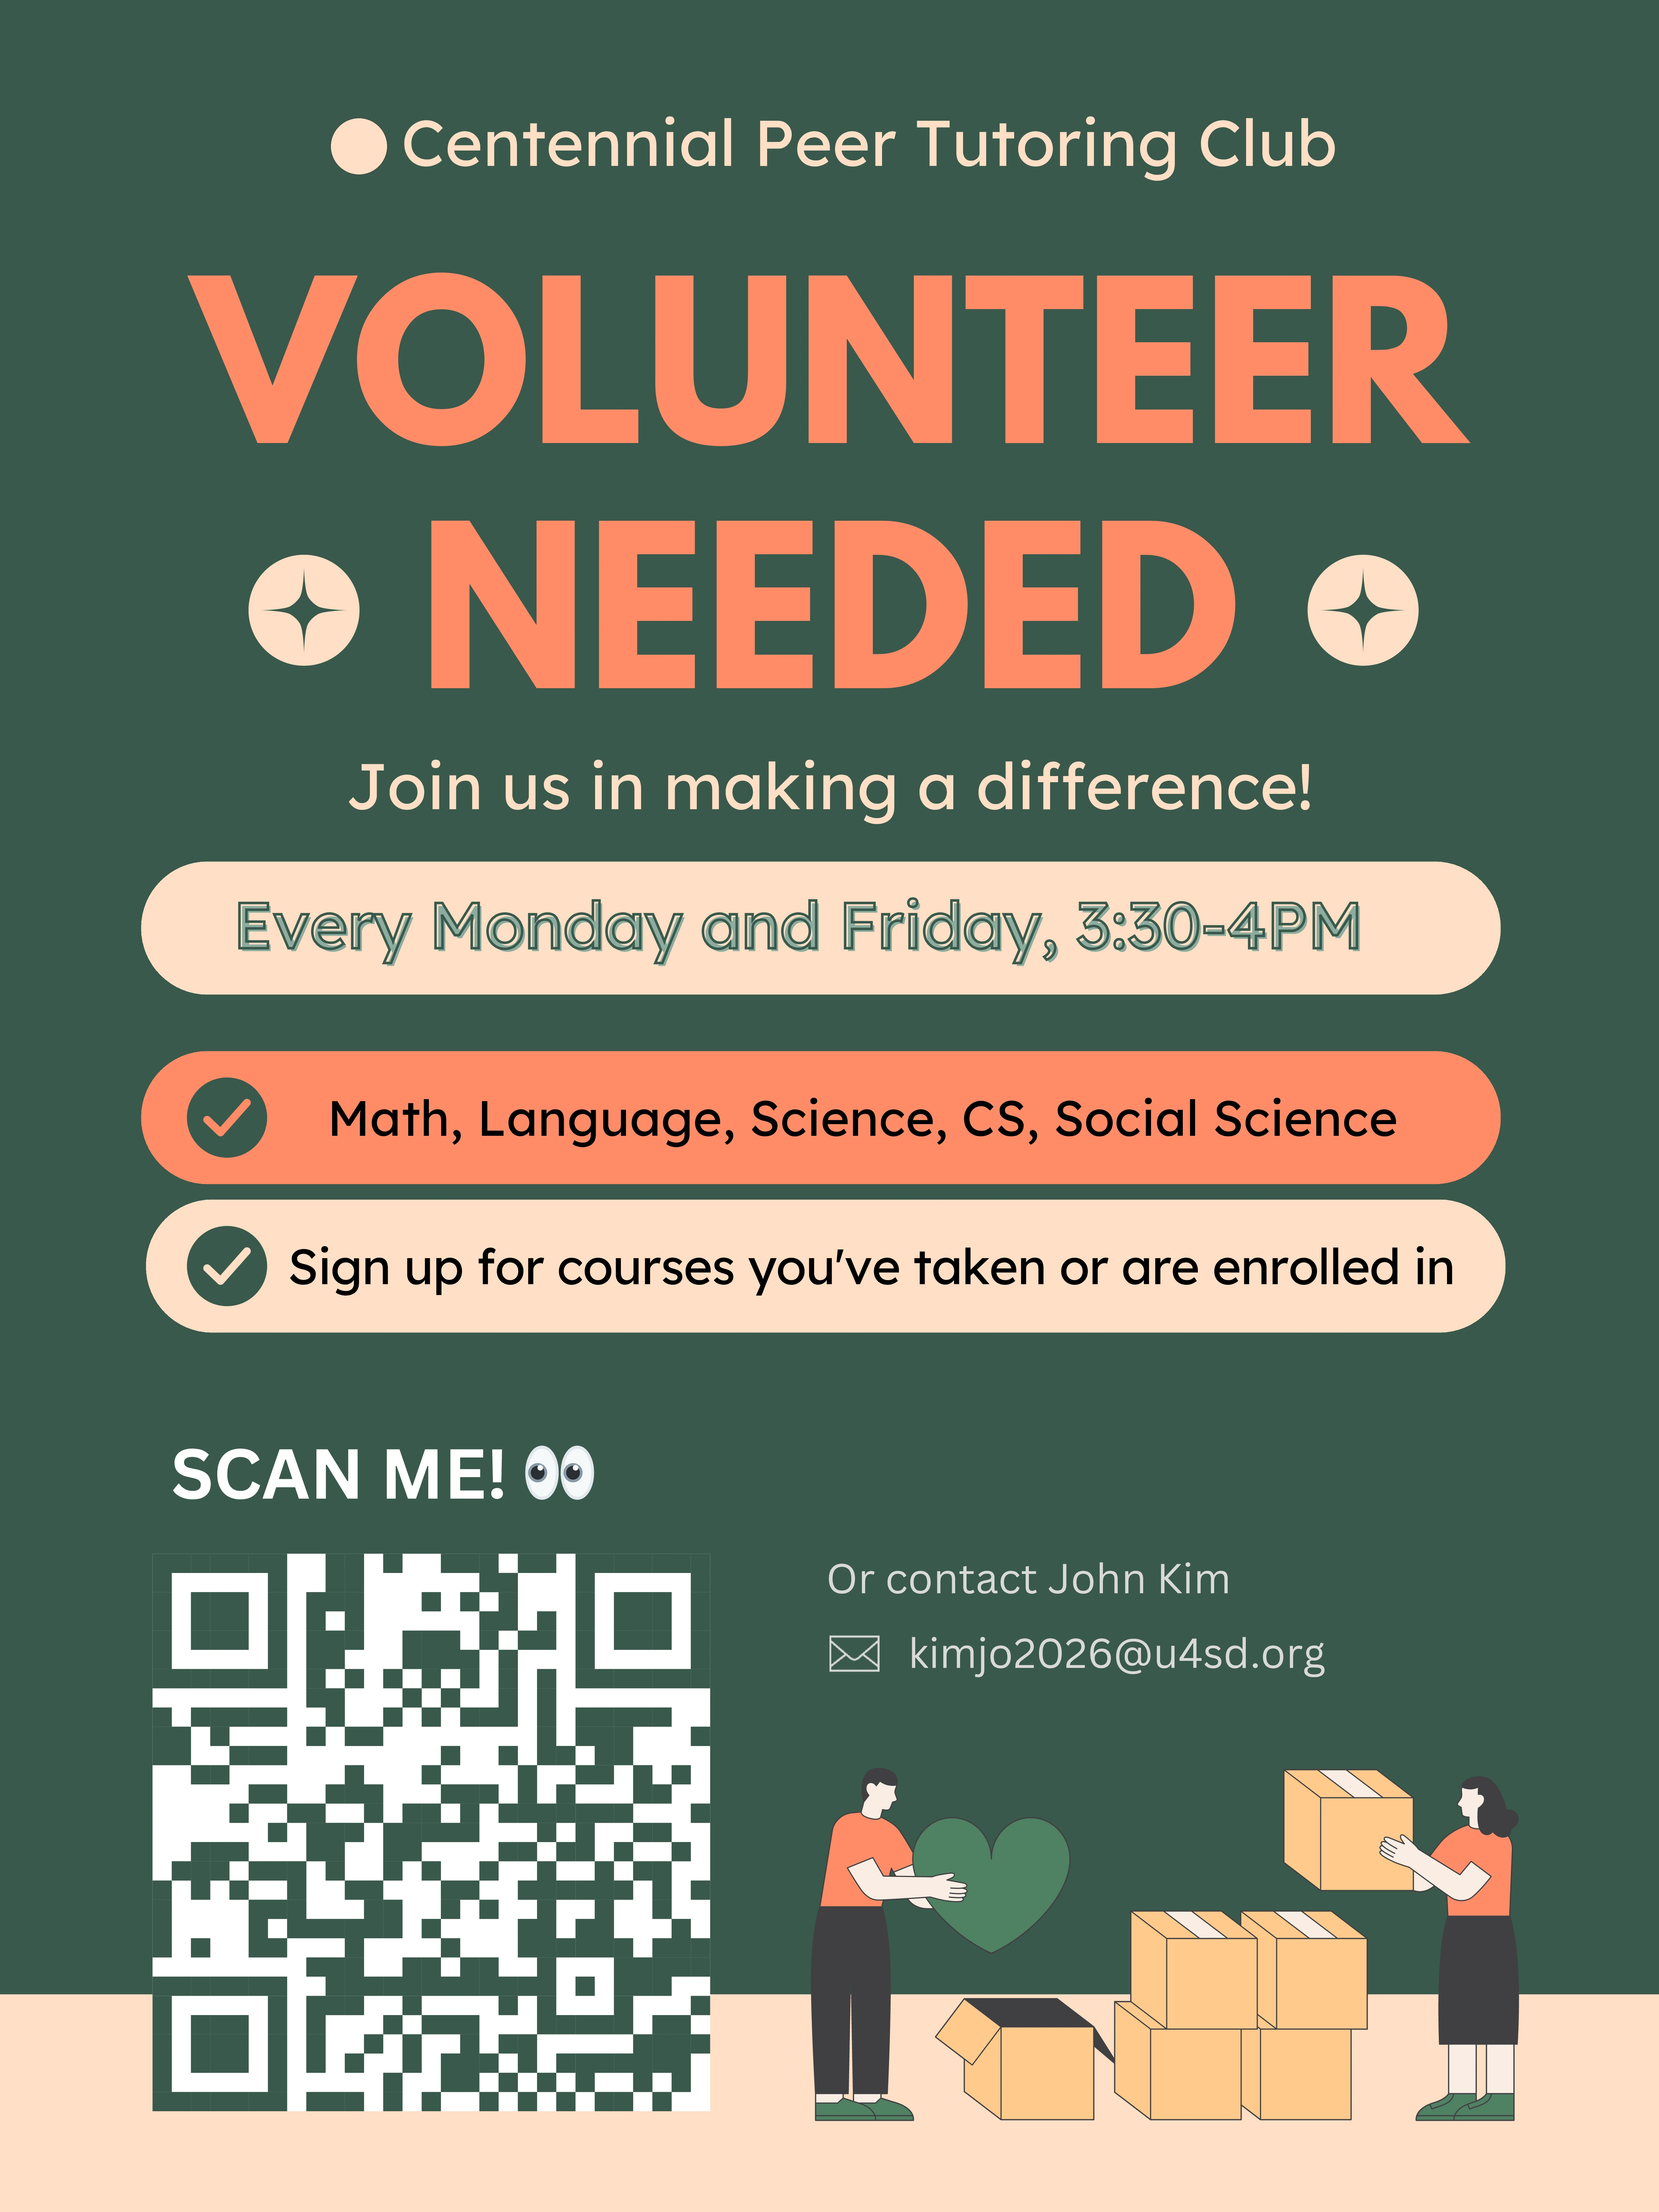 Centennial Peer Tutoring Club
VOLUNTEER
NEEDED
Join us in making a difference!
Every Monday and Friday, 3:30-4PM
Math, Language, Science, CS, Social Science
Sign up for courses you've taken or are enrolled in
SCAN ME! 👀
Or contact John Kim
kimjo2026@u4sd.org